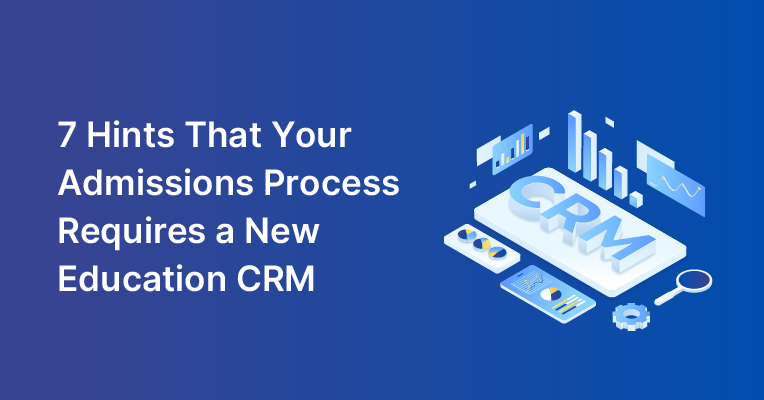 7 Hints That Your
Admissions Process
Requires a New
Education CRM
CRM